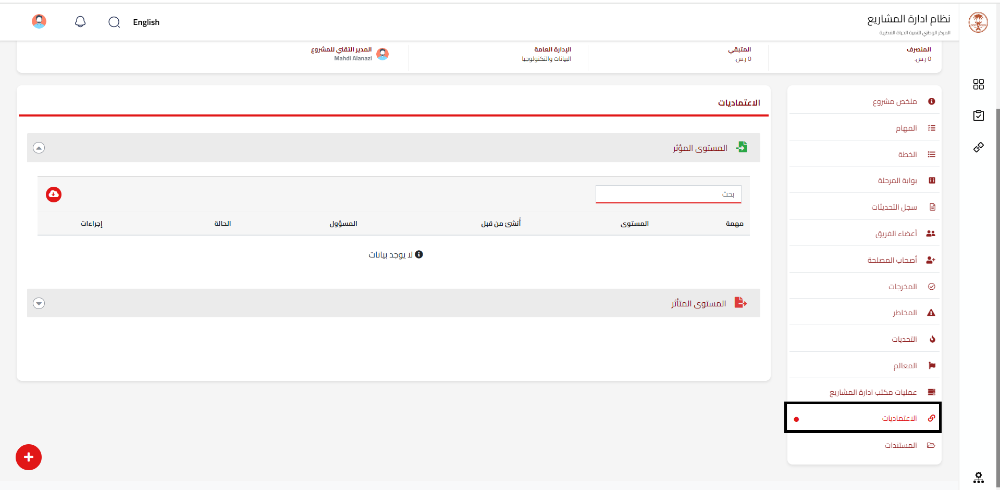 نظام ادارة المشاريع
المركز الوطني لتنمية الحياة الفطرية
English
المنصرف
0 ر.س.
المتبقي
0 ر.س.
الإدارة العامة
البيانات والتكنولوجيا
المدير التقني للمشروع
Mahdi Alanazi
ملخص مشروع
المهام
الخطة
بوابة المرحلة
سجل التحديثات
أعضاء الفريق
أصحاب المصلحة
المخرجات
المخاطر
التحديات
المعالم
عمليات مكتب ادارة المشاريع
الاعتماديات
المستندات
الاعتماديات
المستوى المؤثر
بحث
مهمة المستوى أُنشئ من قبل المسؤول الحالة إجراءات
لا يوجد بيانات
المستوى المتأثر